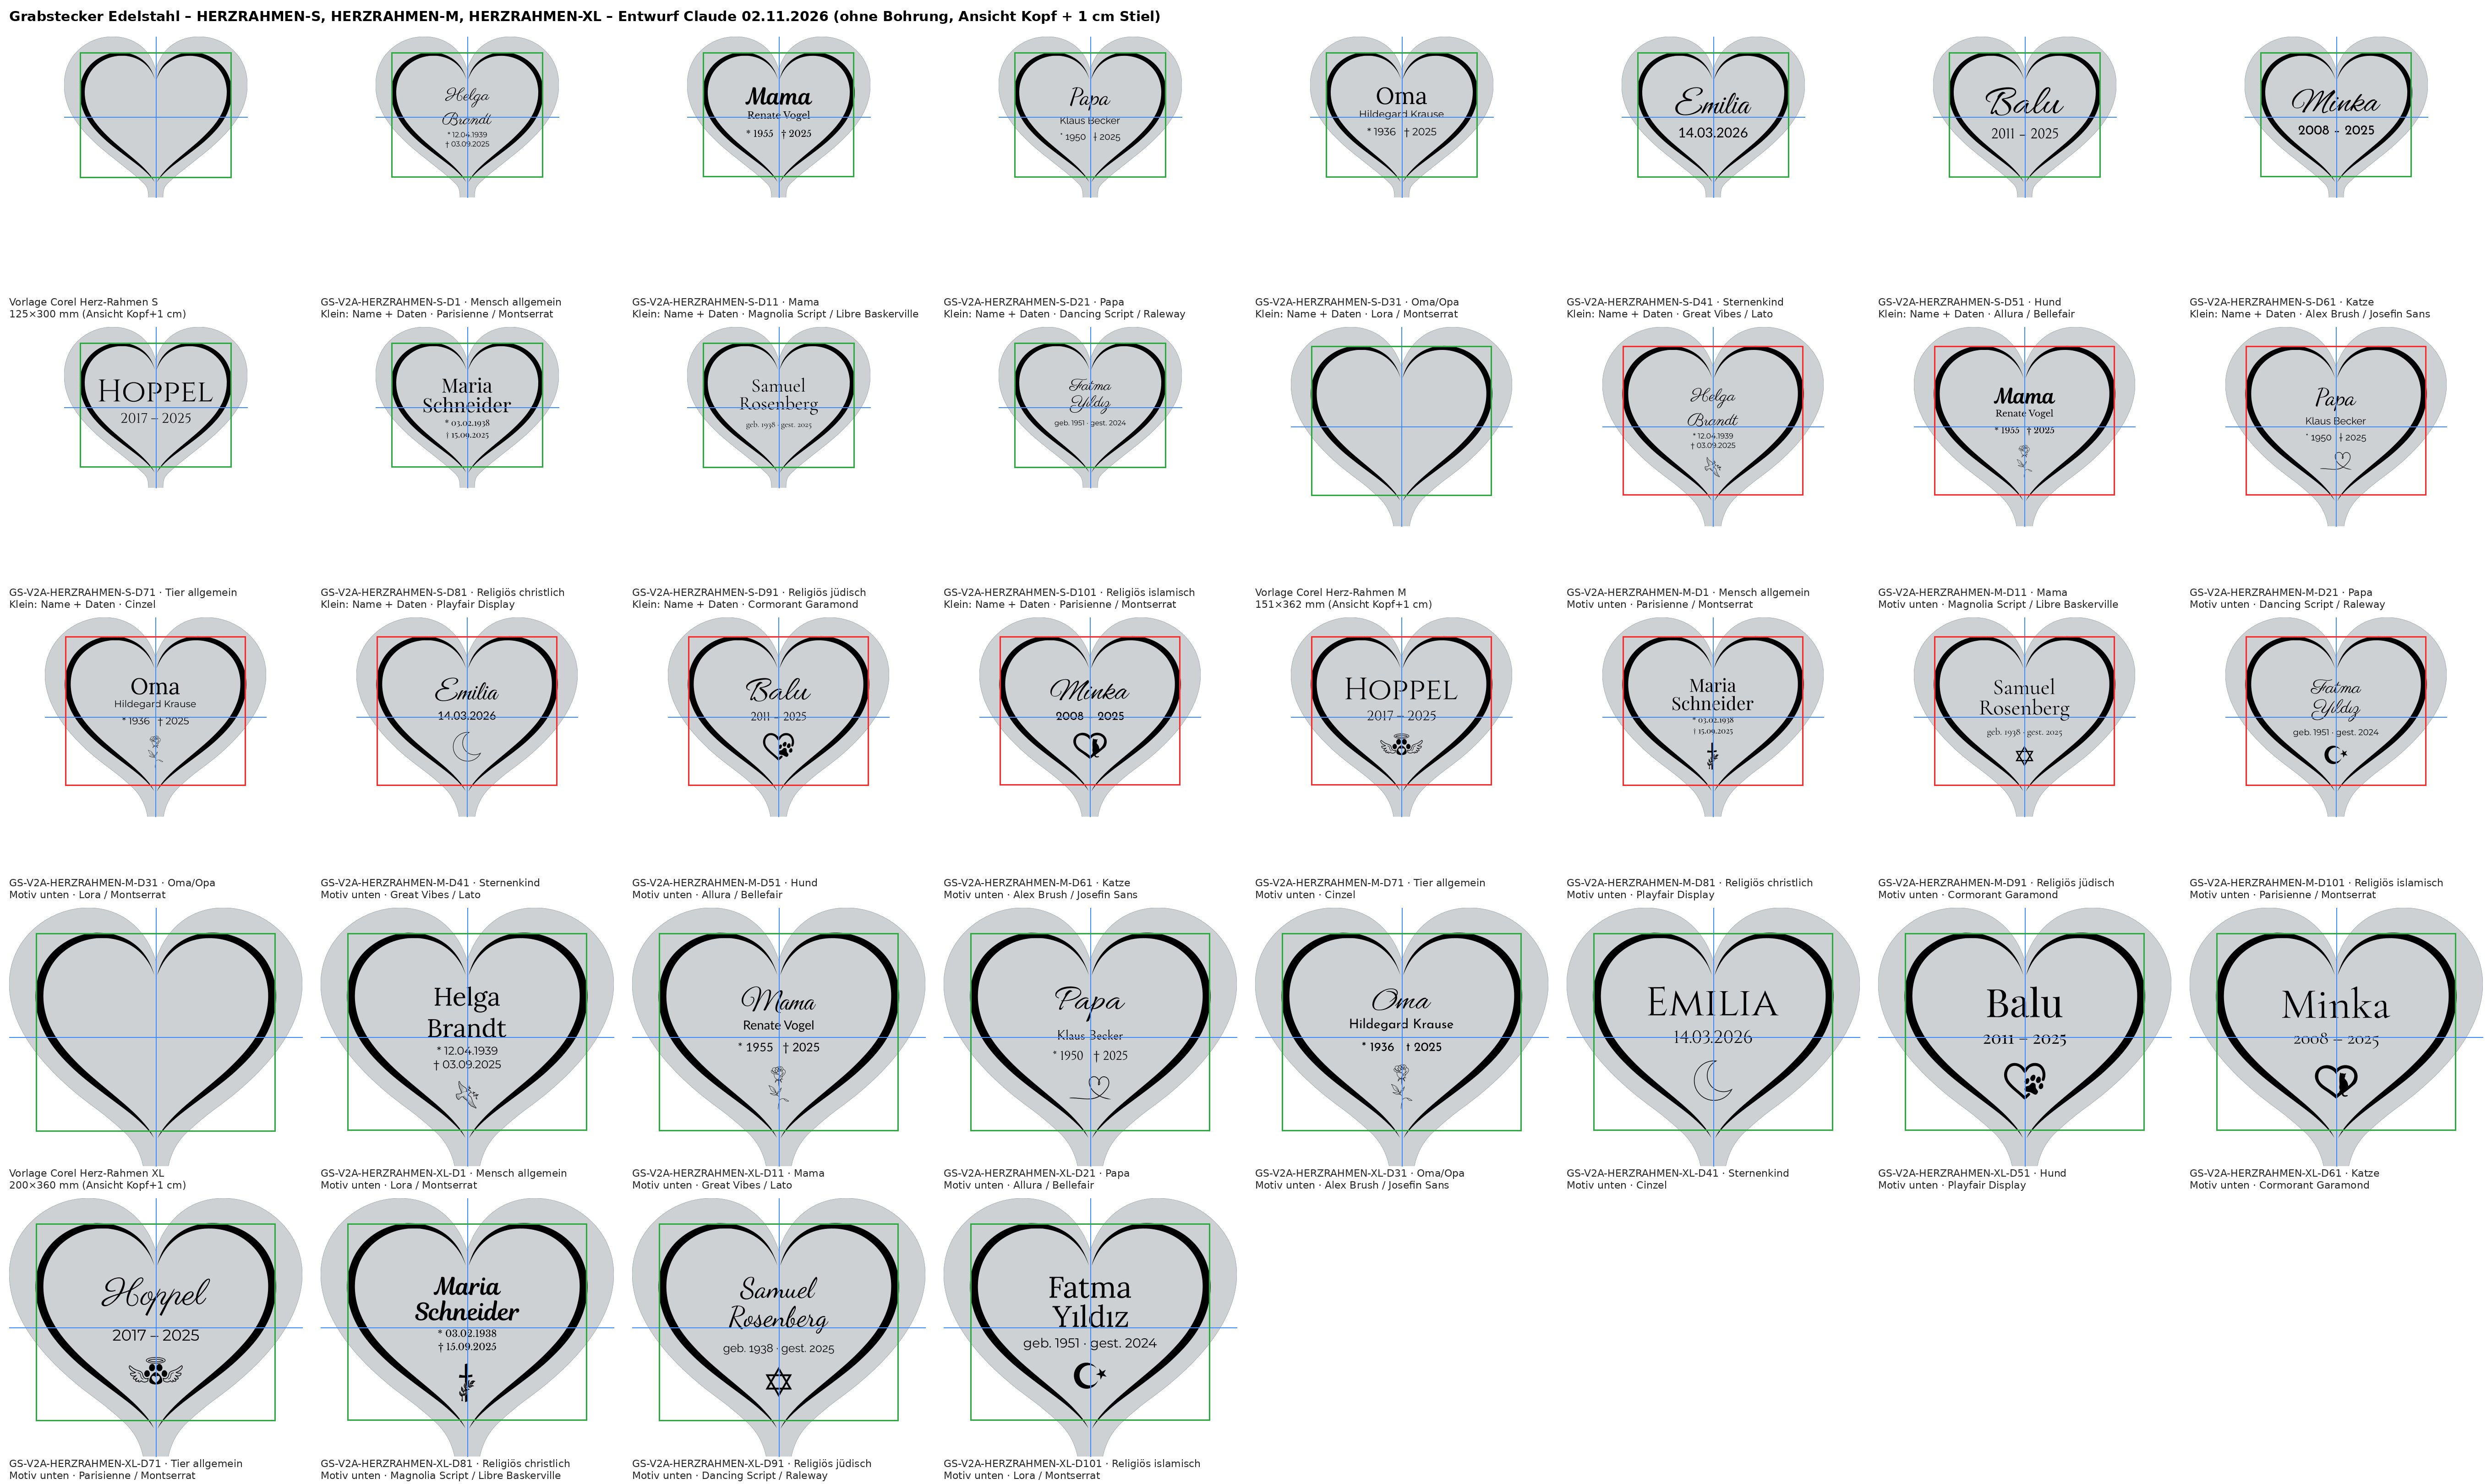 Grabstecker Edelstahl – HERZRAHMEN-S, HERZRAHMEN-M, HERZRAHMEN-XL – Entwurf Claude 02.11.2026 (ohne Bohrung, Ansicht Kopf + 1 cm Stiel)
Vorlage Corel Herz-Rahmen S
125×300 mm (Ansicht Kopf+1 cm)
Helga
Brandt
* 12.04.1939
† 03.09.2025
GS-V2A-HERZRAHMEN-S-D1 · Mensch allgemein
Klein: Name + Daten · Parisienne / Montserrat
Mama
Renate Vogel
* 1955 † 2025
GS-V2A-HERZRAHMEN-S-D11 · Mama
Klein: Name + Daten · Magnolia Script / Libre Baskerville
Papa
Klaus Becker
* 1950 † 2025
GS-V2A-HERZRAHMEN-S-D21 · Papa
Klein: Name + Daten · Dancing Script / Raleway
Oma
Hildegard Krause
* 1936 † 2025
GS-V2A-HERZRAHMEN-S-D31 · Oma/Opa
Klein: Name + Daten · Lora / Montserrat
Emilia
14.03.2026
GS-V2A-HERZRAHMEN-S-D41 · Sternenkind
Klein: Name + Daten · Great Vibes / Lato
Balu
2011 – 2025
GS-V2A-HERZRAHMEN-S-D51 · Hund
Klein: Name + Daten · Allura / Bellefair
Minka
2008 – 2025
GS-V2A-HERZRAHMEN-S-D61 · Katze
Klein: Name + Daten · Alex Brush / Josefin Sans
HOPPEL
2017 – 2025
GS-V2A-HERZRAHMEN-S-D71 · Tier allgemein
Klein: Name + Daten · Cinzel
Maria
Schneider
* 03.02.1938
† 15.09.2025
GS-V2A-HERZRAHMEN-S-D81 · Religiös christlich
Klein: Name + Daten · Playfair Display
Samuel
Rosenberg
geb. 1938 · gest. 2025
GS-V2A-HERZRAHMEN-S-D91 · Religiös jüdisch
Klein: Name + Daten · Cormorant Garamond
Fatma
Yıldız
geb. 1951 · gest. 2024
GS-V2A-HERZRAHMEN-S-D101 · Religiös islamisch
Klein: Name + Daten · Parisienne / Montserrat
Vorlage Corel Herz-Rahmen M
151×362 mm (Ansicht Kopf+1 cm)
Helga
Brandt
* 12.04.1939
† 03.09.2025
GS-V2A-HERZRAHMEN-M-D1 · Mensch allgemein
Motiv unten · Parisienne / Montserrat
Mama
Renate Vogel
* 1955 † 2025
GS-V2A-HERZRAHMEN-M-D11 · Mama
Motiv unten · Magnolia Script / Libre Baskerville
Papa
Klaus Becker
* 1950 † 2025
GS-V2A-HERZRAHMEN-M-D21 · Papa
Motiv unten · Dancing Script / Raleway
Oma
Hildegard Krause
* 1936 † 2025
GS-V2A-HERZRAHMEN-M-D31 · Oma/Opa
Motiv unten · Lora / Montserrat
Emilia
14.03.2026
GS-V2A-HERZRAHMEN-M-D41 · Sternenkind
Motiv unten · Great Vibes / Lato
Balu
2011 – 2025
GS-V2A-HERZRAHMEN-M-D51 · Hund
Motiv unten · Allura / Bellefair
Minka
2008 – 2025
GS-V2A-HERZRAHMEN-M-D61 · Katze
Motiv unten · Alex Brush / Josefin Sans
HOPPEL
2017 – 2025
GS-V2A-HERZRAHMEN-M-D71 · Tier allgemein
Motiv unten · Cinzel
Maria
Schneider
* 03.02.1938
† 15.09.2025
GS-V2A-HERZRAHMEN-M-D81 · Religiös christlich
Motiv unten · Playfair Display
Samuel
Rosenberg
geb. 1938 · gest. 2025
GS-V2A-HERZRAHMEN-M-D91 · Religiös jüdisch
Motiv unten · Cormorant Garamond
Fatma
Yıldız
geb. 1951 · gest. 2024
GS-V2A-HERZRAHMEN-M-D101 · Religiös islamisch
Motiv unten · Parisienne / Montserrat
Vorlage Corel Herz-Rahmen XL
200×360 mm (Ansicht Kopf+1 cm)
Helga
Brandt
* 12.04.1939
† 03.09.2025
GS-V2A-HERZRAHMEN-XL-D1 · Mensch allgemein
Motiv unten · Lora / Montserrat
Mama
Renate Vogel
* 1955 † 2025
GS-V2A-HERZRAHMEN-XL-D11 · Mama
Motiv unten · Great Vibes / Lato
Papa
Klaus Becker
* 1950 † 2025
GS-V2A-HERZRAHMEN-XL-D21 · Papa
Motiv unten · Allura / Bellefair
Oma
Hildegard Krause
* 1936 † 2025
GS-V2A-HERZRAHMEN-XL-D31 · Oma/Opa
Motiv unten · Alex Brush / Josefin Sans
EMILIA
14.03.2026
GS-V2A-HERZRAHMEN-XL-D41 · Sternenkind
Motiv unten · Cinzel
Balu
2011 – 2025
GS-V2A-HERZRAHMEN-XL-D51 · Hund
Motiv unten · Playfair Display
Minka
2008 – 2025
GS-V2A-HERZRAHMEN-XL-D61 · Katze
Motiv unten · Cormorant Garamond
Hoppel
2017 – 2025
GS-V2A-HERZRAHMEN-XL-D71 · Tier allgemein
Motiv unten · Parisienne / Montserrat
Maria
Schneider
* 03.02.1938
† 15.09.2025
GS-V2A-HERZRAHMEN-XL-D81 · Religiös christlich
Motiv unten · Magnolia Script / Libre Baskerville
Samuel
Rosenberg
geb. 1938 · gest. 2025
GS-V2A-HERZRAHMEN-XL-D91 · Religiös jüdisch
Motiv unten · Dancing Script / Raleway
Fatma
Yıldız
geb. 1951 · gest. 2024
GS-V2A-HERZRAHMEN-XL-D101 · Religiös islamisch
Motiv unten · Lora / Montserrat